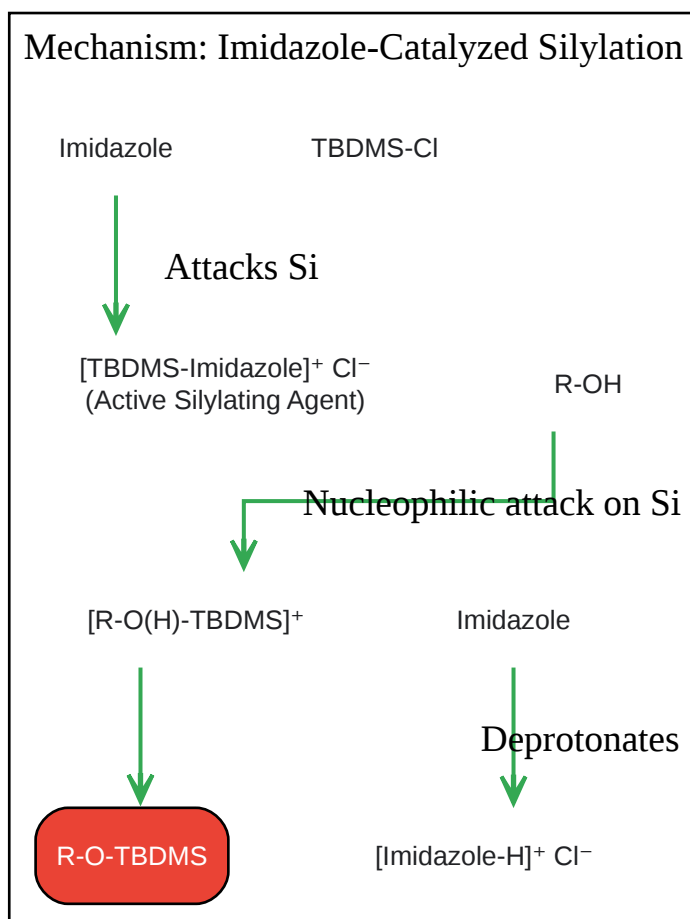 Mechanism: Imidazole-Catalyzed Silylation
Imidazole
TBDMS-Cl
Attacks Si
[TBDMS-Imidazole]⁺ Cl⁻
(Active Silylating Agent)
R-OH
Nucleophilic attack on Si
[R-O(H)-TBDMS]⁺
Imidazole
Deprotonates
R-O-TBDMS
[Imidazole-H]⁺ Cl⁻